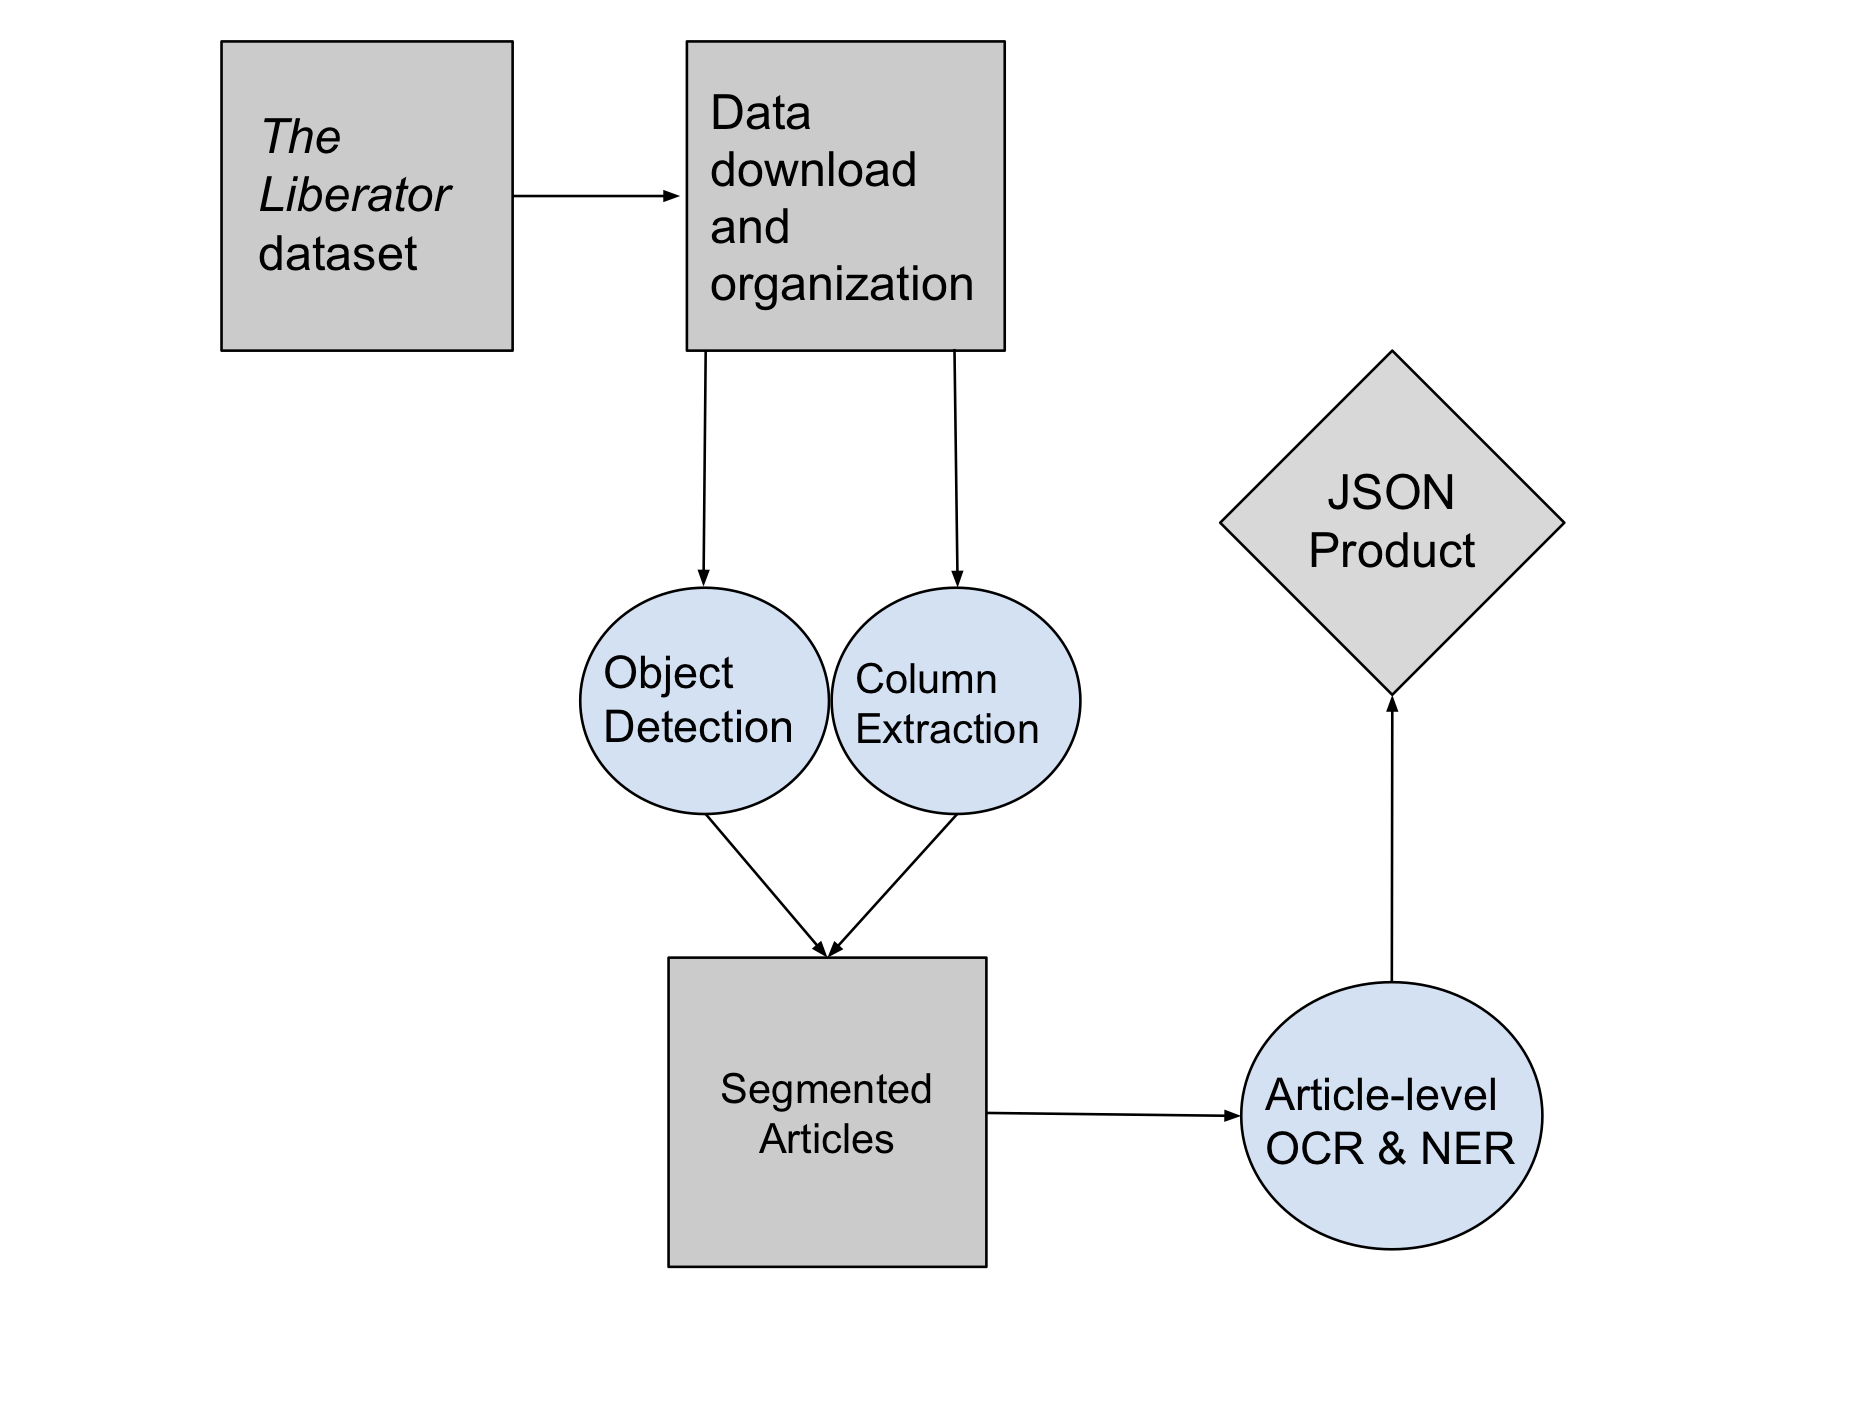 The
Liberator
dataset
Data
download
and
organization
Object
Detection
Column
Extraction
Segmented
Articles
Article-level
OCR & NER
JSON
Product